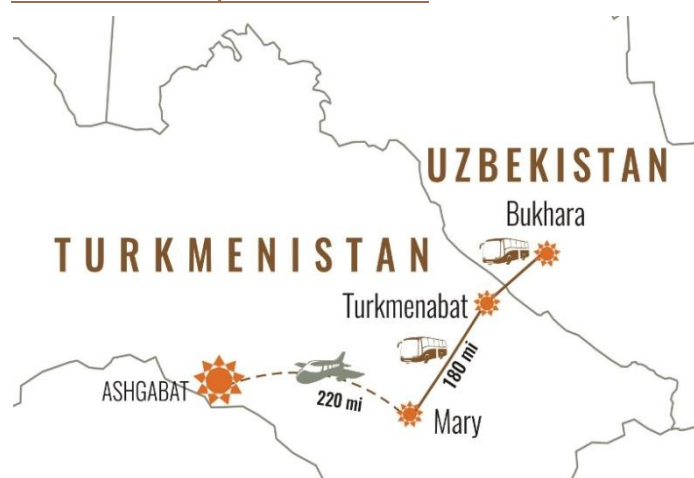 UZBEKISTAN
Bukhara
TURKMENISTAN
Turkmenabat
180 mi
ASHGABAT
220 mi
Mary